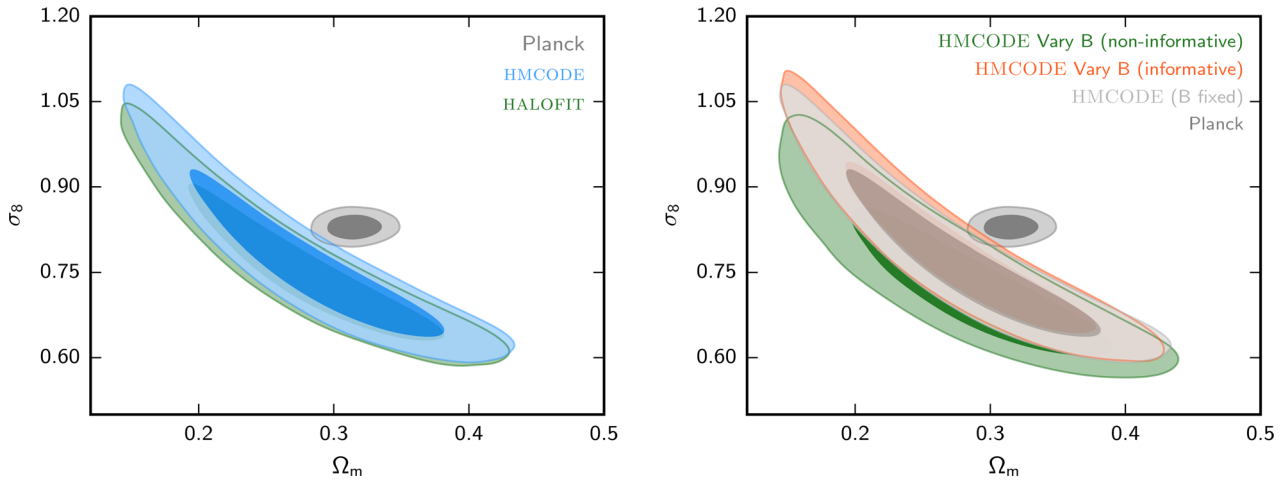 1.20
1.05
0.90
0.75
0.60
σ8
0.2
0.3
0.4
0.5
Ωm
Planck
HMCODE
HALOFIT
1.20
1.05
0.90
0.75
0.60
σ8
0.2
0.3
0.4
0.5
Ωm
HMCODE Vary B (non-informative)
HMCODE Vary B (informative)
HMCODE (B fixed)
Planck